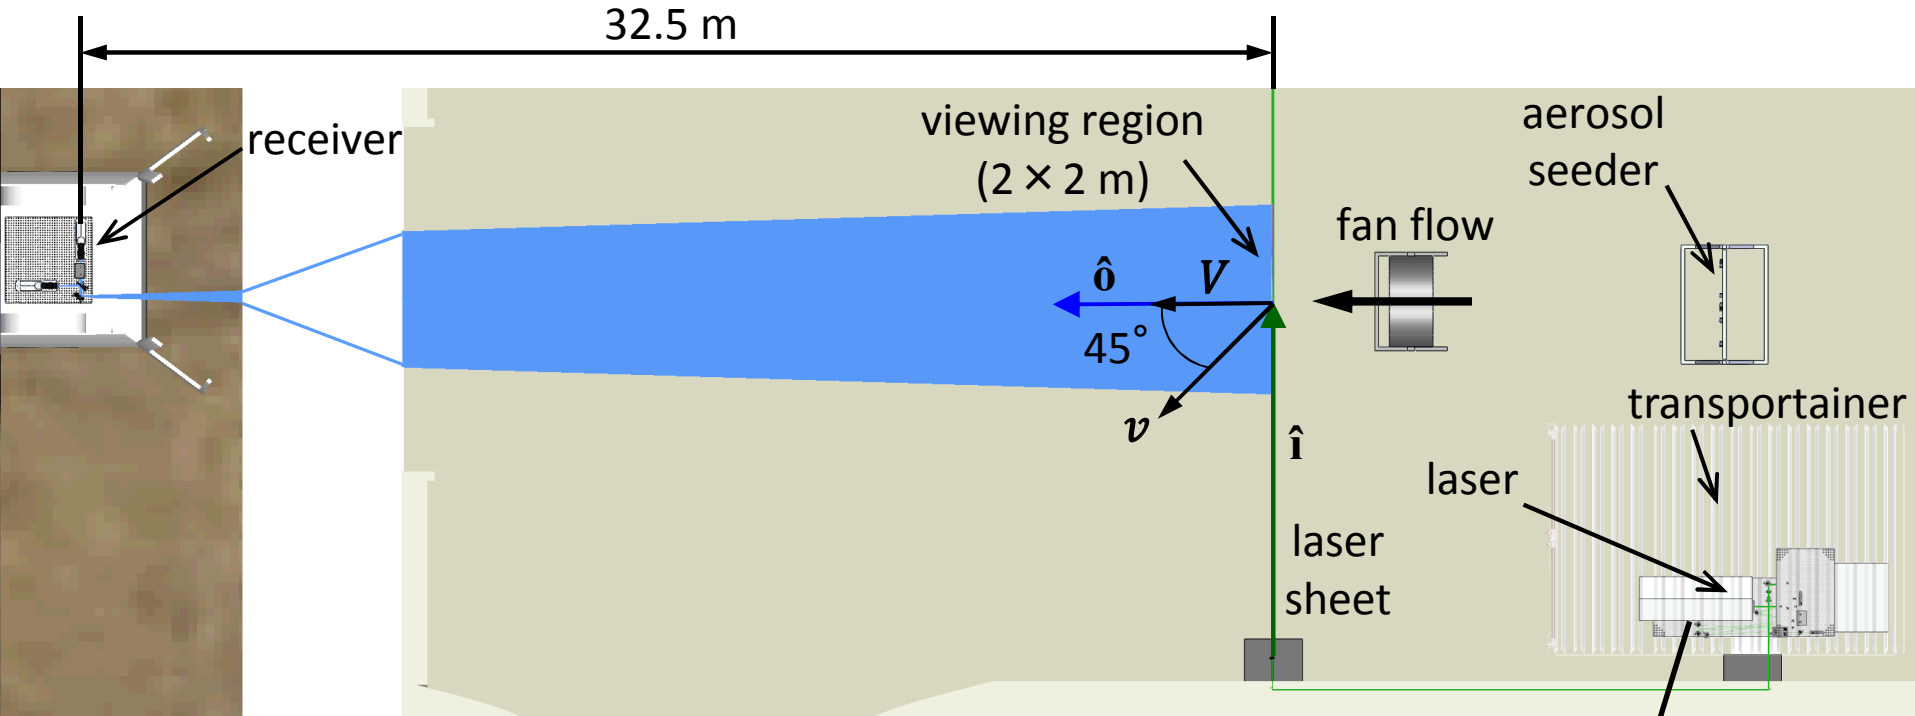 32.5 m
receiver
viewing region
(2 × 2 m)
aerosol
seeder
fan flow
ô
V
45°
v
î
transportainer
laser
laser
sheet